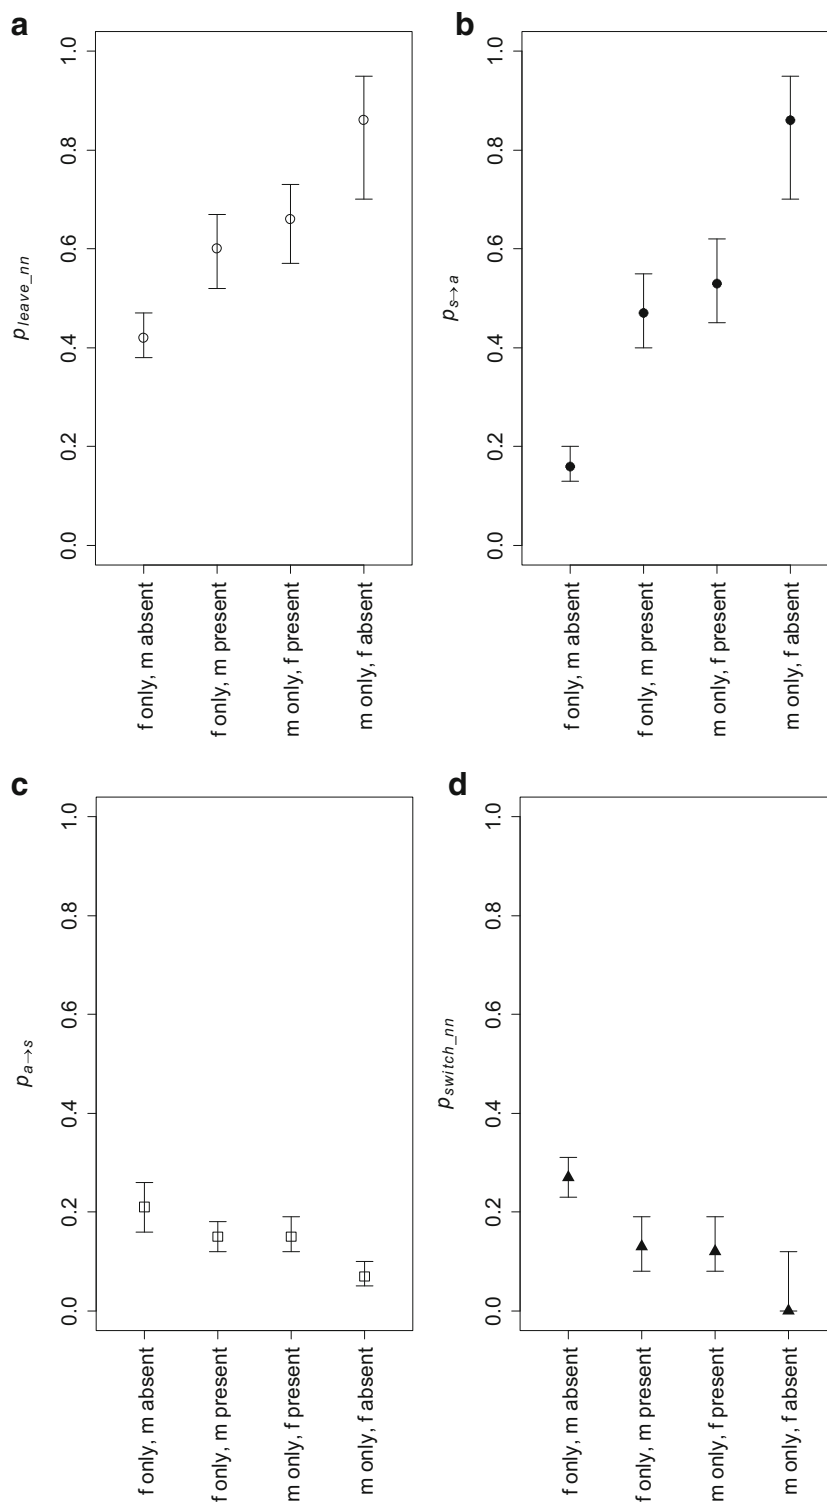 a
1.0
0.8
0.6
0.4
0.2
0.0
p leave_nn
f only, m absent
f only, m present
m only, f present
m only, f absent
b
1.0
0.8
0.6
0.4
0.2
0.0
p s→a
f only, m absent
f only, m present
m only, f present
m only, f absent
c
1.0
0.8
0.6
0.4
0.2
0.0
p a→s
f only, m absent
f only, m present
m only, f present
m only, f absent
d
1.0
0.8
0.6
0.4
0.2
0.0
p switch_nn
f only, m absent
f only, m present
m only, f present
m only, f absent